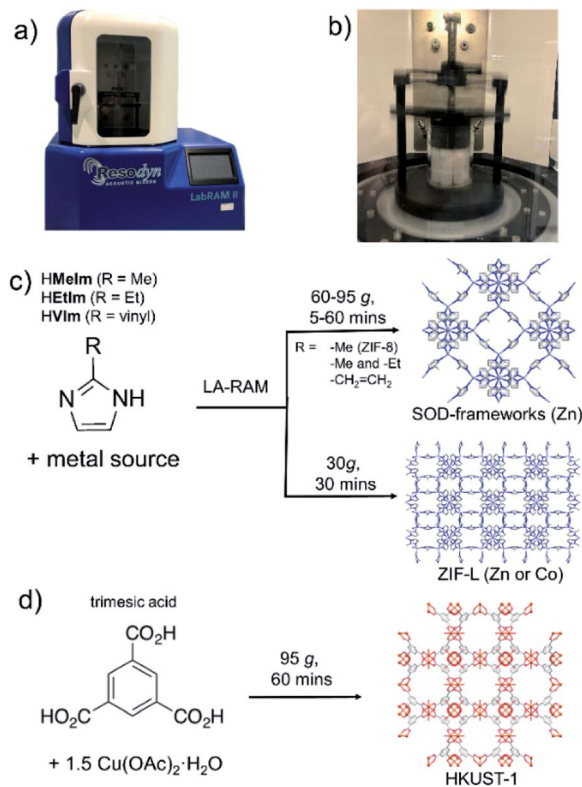 a)
b)
Resodyn
ACOUSTIC MIXERS
LabRAM II
c)
HMeIm (R = Me)
HEtIm (R = Et)
HVIm (R = vinyl)
R
N
NH
+ metal source
LA-RAM
60-95 g,
5-60 mins
R = -Me (ZIF-8)
-Me and -Et
-CH₂=CH₂
SOD-frameworks (Zn)
30g,
30 mins
ZIF-L (Zn or Co)
d)
trimesic acid
CO₂H
HO₂C
CO₂H
+ 1.5 Cu(OAc)₂·H₂O
95 g,
60 mins
HKUST-1